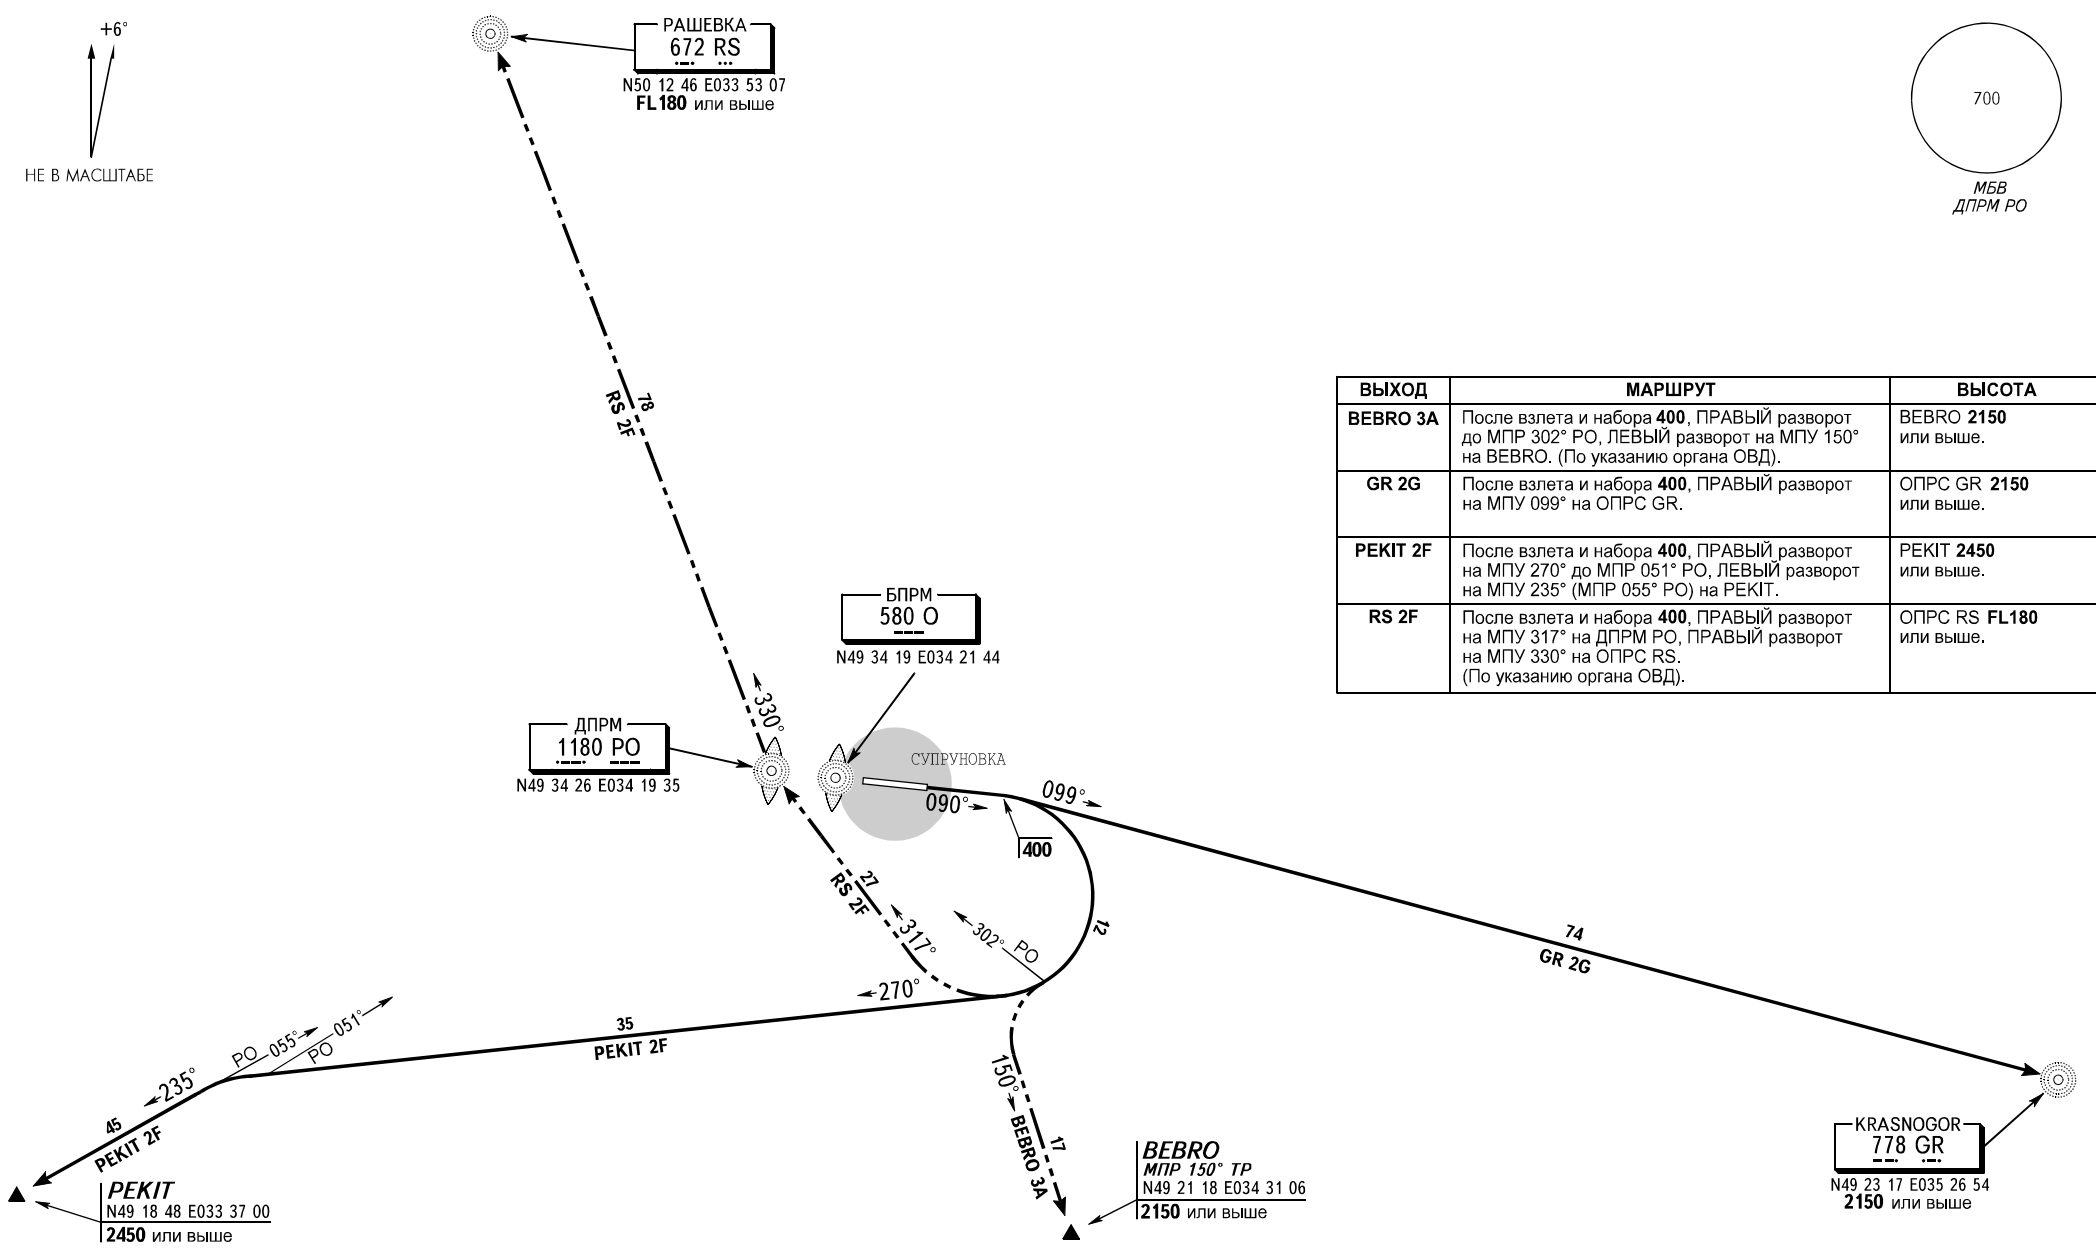 +6°
НЕ В МАСШТАБЕ
РАШЕВКА
672 RS
N50 12 46 E033 53 07
FL180 или выше
700
МБВ
ДПРМ РО
78
RS 2F
ВЫХОД МАРШРУТ ВЫСОТА
BEBRO 3A
После взлета и набора 400, ПРАВЫЙ разворот
до МПР 302° РО, ЛЕВЫЙ разворот на МПУ 150°
на BEBRO. (По указанию органа ОВД).
BEBRO 2150
или выше.
GR 2G
После взлета и набора 400, ПРАВЫЙ разворот
на МПУ 099° на ОПРС GR.
ОПРС GR 2150
или выше.
PEKIT 2F
После взлета и набора 400, ПРАВЫЙ разворот
на МПУ 270° до МПР 051° РО, ЛЕВЫЙ разворот
на МПУ 235° (МПР 055° РО) на PEKIT.
PEKIT 2450
или выше.
RS 2F
После взлета и набора 400, ПРАВЫЙ разворот
на МПУ 317° на ДПРМ РО, ПРАВЫЙ разворот
на МПУ 330° на ОПРС RS.
(По указанию органа ОВД).
ОПРС RS FL180
или выше.
БПРМ
580 O
N49 34 19 E034 21 44
330°
ДПРМ
1180 PO
N49 34 26 E034 19 35
СУПРУНОВКА
090°
099°
400
27
RS 2F
317°
302° PO
12
74
GR 2G
270°
35
PEKIT 2F
PO 055°
PO 051°
235°
45
PEKIT 2F
150°
BEBRO 3A
17
PEKIT
N49 18 48 E033 37 00
2450 или выше
BEBRO
МПР 150° ТР
N49 21 18 E034 31 06
2150 или выше
KRASNOGOR
778 GR
N49 23 17 E035 26 54
2150 или выше